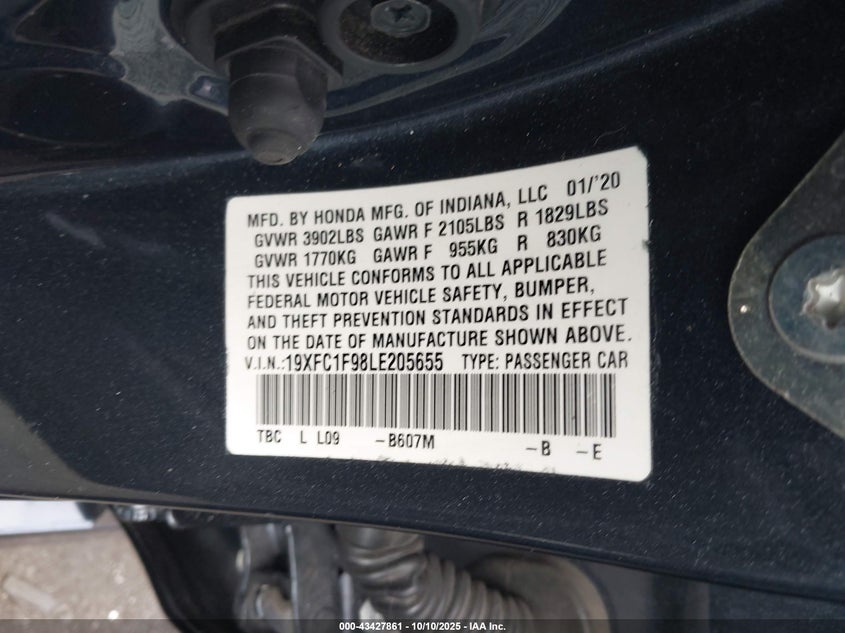 MFD. BY HONDA MFG. OF INDIANA, LLC 01/'20
GVWR 3902LBS GAWR F 2105LBS R 1829LBS
GVWR 1770KG GAWR F 955KG R 830KG
THIS VEHICLE CONFORMS TO ALL APPLICABLE
FEDERAL MOTOR VEHICLE SAFETY, BUMPER,
AND THEFT PREVENTION STANDARDS IN EFFECT
ON THE DATE OF MANUFACTURE SHOWN ABOVE.
V.I.N.:19XFC1F98LE205655 TYPE: PASSENGER CAR
TBC L L09 -B607M -B -E
000-43427861 - 10/10/2025 - IAA Inc.